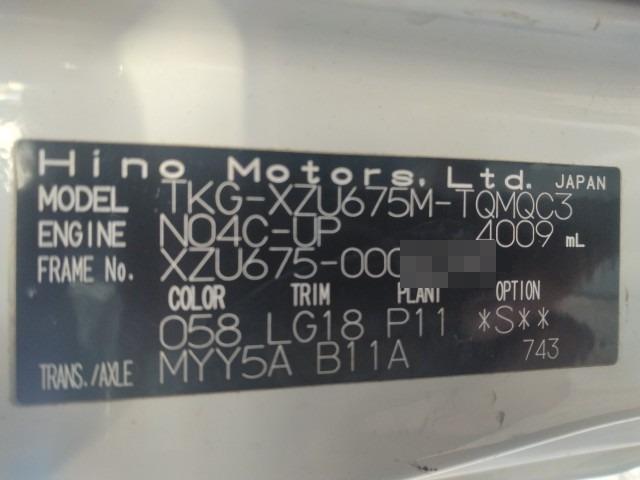 Hino Motors, Ltd. JAPAN
MODEL TKG-XZU675M-TQMQC3
ENGINE N04C-UP 4009 mL
FRAME No. XZU675-000
COLOR TRIM PLANT OPTION
058 LG18 P11 *S**
TRANS./AXLE MYY5A B11A 743